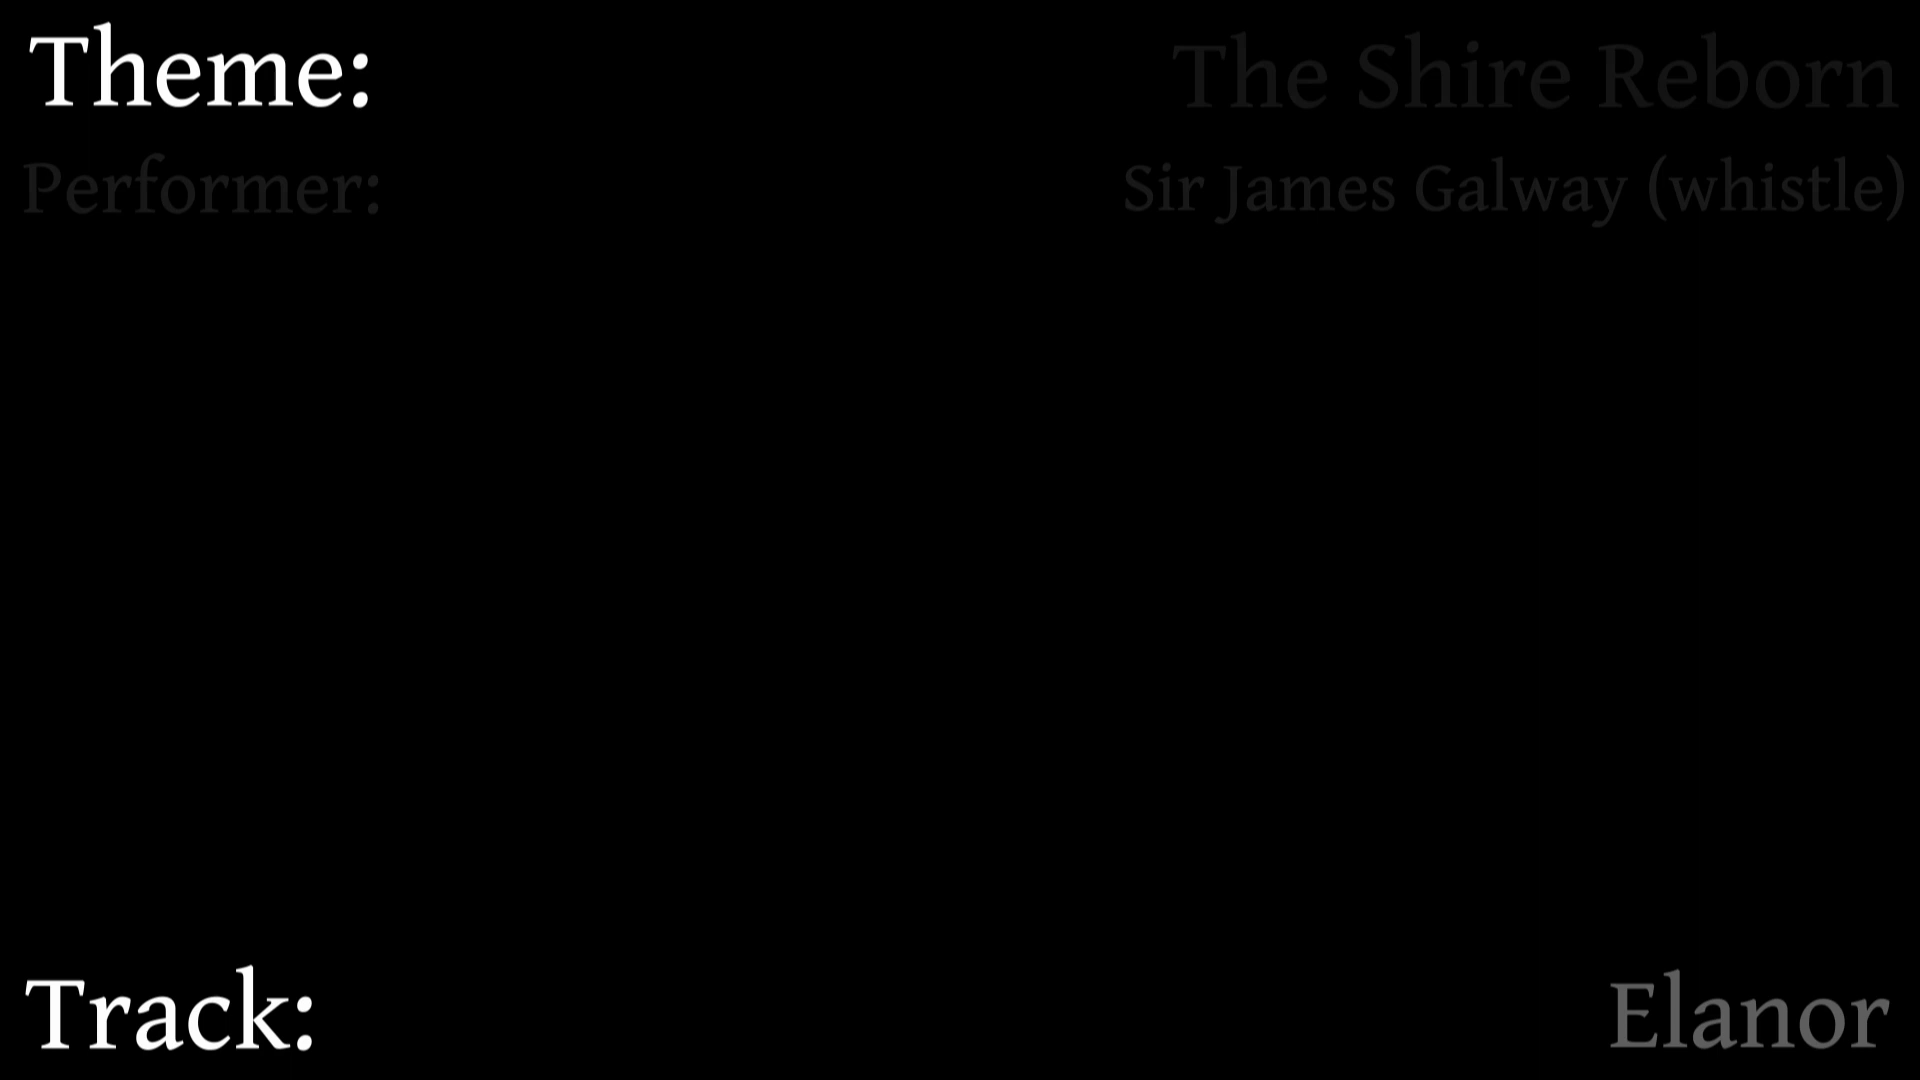 Theme: The Shire Reborn
Performer: Sir James Galway (whistle)
Track: Elanor